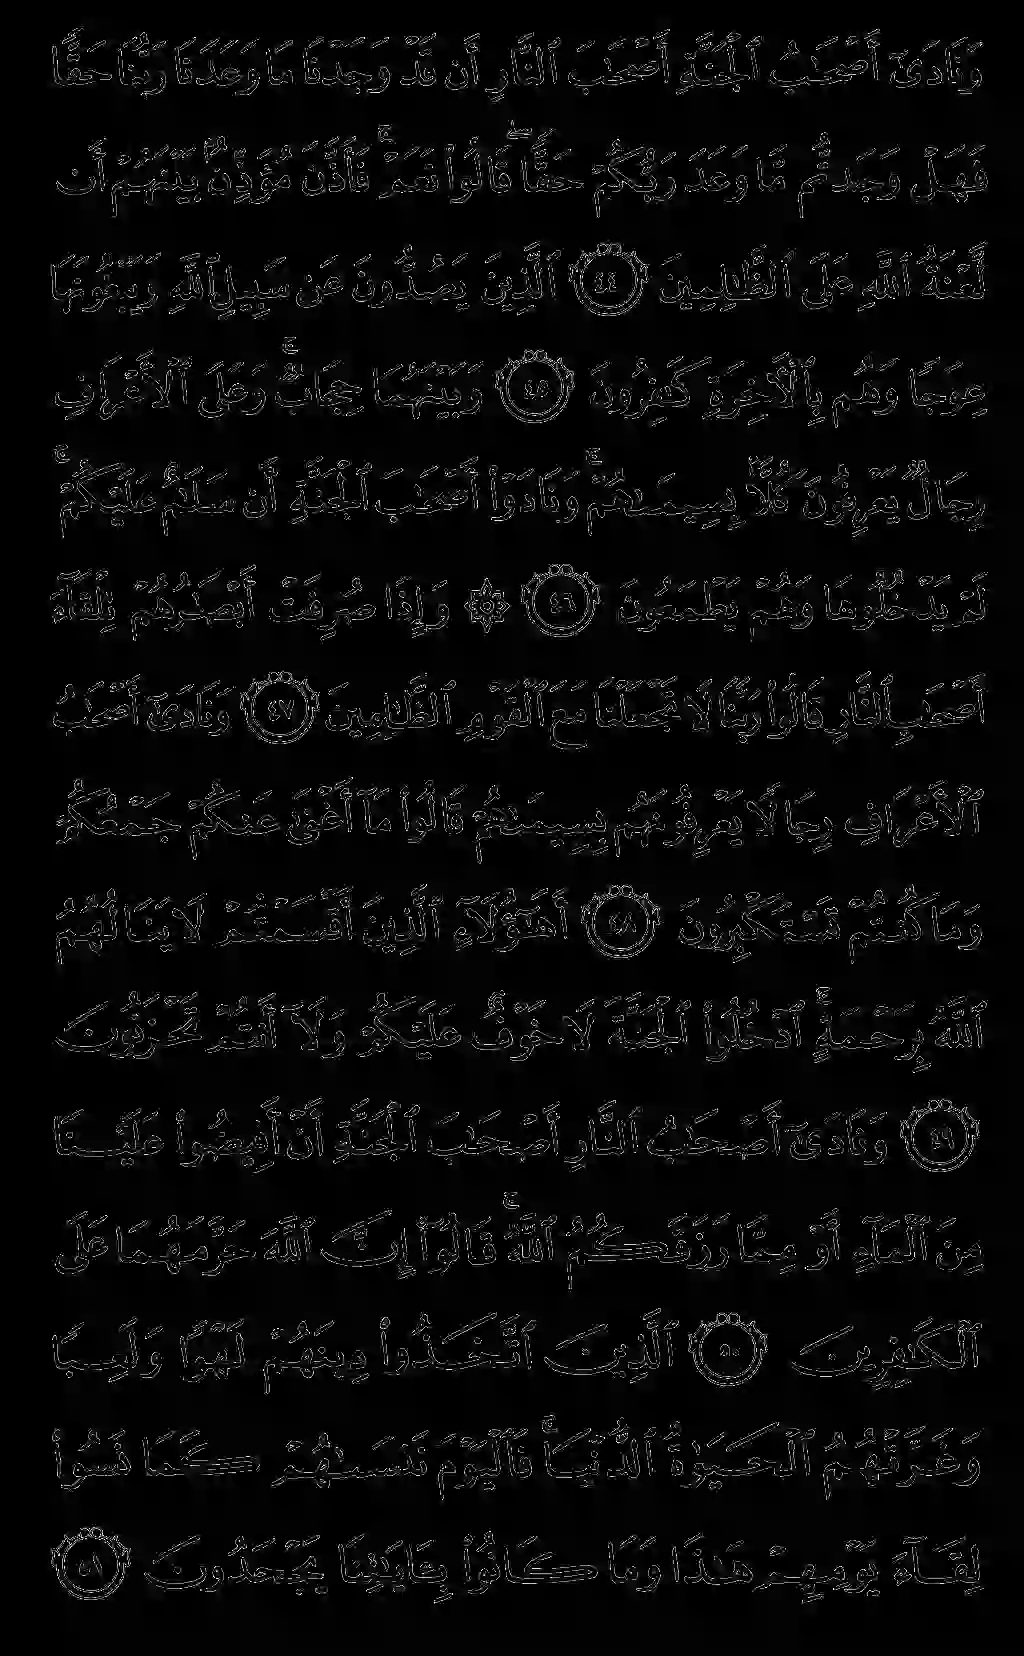 وَنَادَىٰٓ أَصْحَٰبُ ٱلْجَنَّةِ أَصْحَٰبَ ٱلنَّارِ أَن قَدْ وَجَدْنَا مَا وَعَدَنَا رَبُّنَا حَقًّا
فَهَلْ وَجَدتُّم مَّا وَعَدَ رَبُّكُمْ حَقًّا ۖ قَالُوا۟ نَعَمْ ۚ فَأَذَّنَ مُؤَذِّنٌۢ بَيْنَهُمْ أَن
لَّعْنَةُ ٱللَّهِ عَلَى ٱلظَّٰلِمِينَ ٤٤ ٱلَّذِينَ يَصُدُّونَ عَن سَبِيلِ ٱللَّهِ وَيَبْغُونَهَا
عِوَجًا وَهُم بِٱلْـَٔاخِرَةِ كَٰفِرُونَ ٤٥ وَبَيْنَهُمَا حِجَابٌ ۚ وَعَلَى ٱلْأَعْرَافِ
رِجَالٌ يَعْرِفُونَ كُلًّۢا بِسِيمَىٰهُمْ ۚ وَنَادَوْا۟ أَصْحَٰبَ ٱلْجَنَّةِ أَن سَلَٰمٌ عَلَيْكُمْ ۚ
لَمْ يَدْخُلُوهَا وَهُمْ يَطْمَعُونَ ٤٦ ۞ وَإِذَا صُرِفَتْ أَبْصَٰرُهُمْ تِلْقَآءَ
أَصْحَٰبِ ٱلنَّارِ قَالُوا۟ رَبَّنَا لَا تَجْعَلْنَا مَعَ ٱلْقَوْمِ ٱلظَّٰلِمِينَ ٤٧ وَنَادَىٰٓ أَصْحَٰبُ
ٱلْأَعْرَافِ رِجَالًا يَعْرِفُونَهُم بِسِيمَىٰهُمْ قَالُوا۟ مَآ أَغْنَىٰ عَنكُمْ جَمْعُكُمْ
وَمَا كُنتُمْ تَسْتَكْبِرُونَ ٤٨ أَهَٰٓؤُلَآءِ ٱلَّذِينَ أَقْسَمْتُمْ لَا يَنَالُهُمُ
ٱللَّهُ بِرَحْمَةٍ ۚ ٱدْخُلُوا۟ ٱلْجَنَّةَ لَا خَوْفٌ عَلَيْكُمْ وَلَآ أَنتُمْ تَحْزَنُونَ
٤٩ وَنَادَىٰٓ أَصْحَٰبُ ٱلنَّارِ أَصْحَٰبَ ٱلْجَنَّةِ أَنْ أَفِيضُوا۟ عَلَيْنَا
مِنَ ٱلْمَآءِ أَوْ مِمَّا رَزَقَكُمُ ٱللَّهُ ۚ قَالُوٓا۟ إِنَّ ٱللَّهَ حَرَّمَهُمَا عَلَى
ٱلْكَٰفِرِينَ ٥٠ ٱلَّذِينَ ٱتَّخَذُوا۟ دِينَهُمْ لَهْوًا وَلَعِبًا
وَغَرَّتْهُمُ ٱلْحَيَوٰةُ ٱلدُّنْيَا ۚ فَٱلْيَوْمَ نَنسَىٰهُمْ كَمَا نَسُوا۟
لِقَآءَ يَوْمِهِمْ هَٰذَا وَمَا كَانُوا۟ بِـَٔايَٰتِنَا يَجْحَدُونَ ٥١